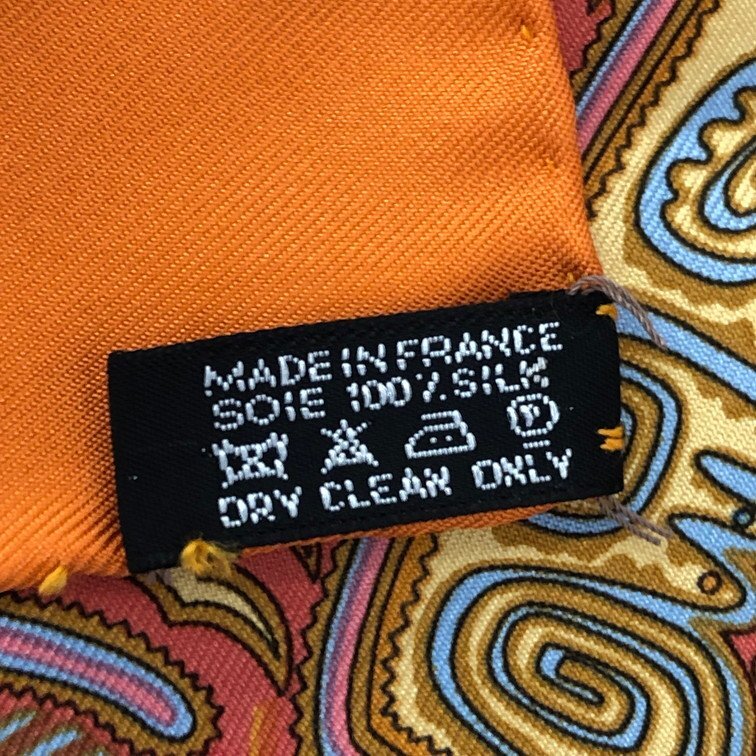 MADE IN FRANCE
SOIE 100% SILK
P
DRY CLEAN ONLY